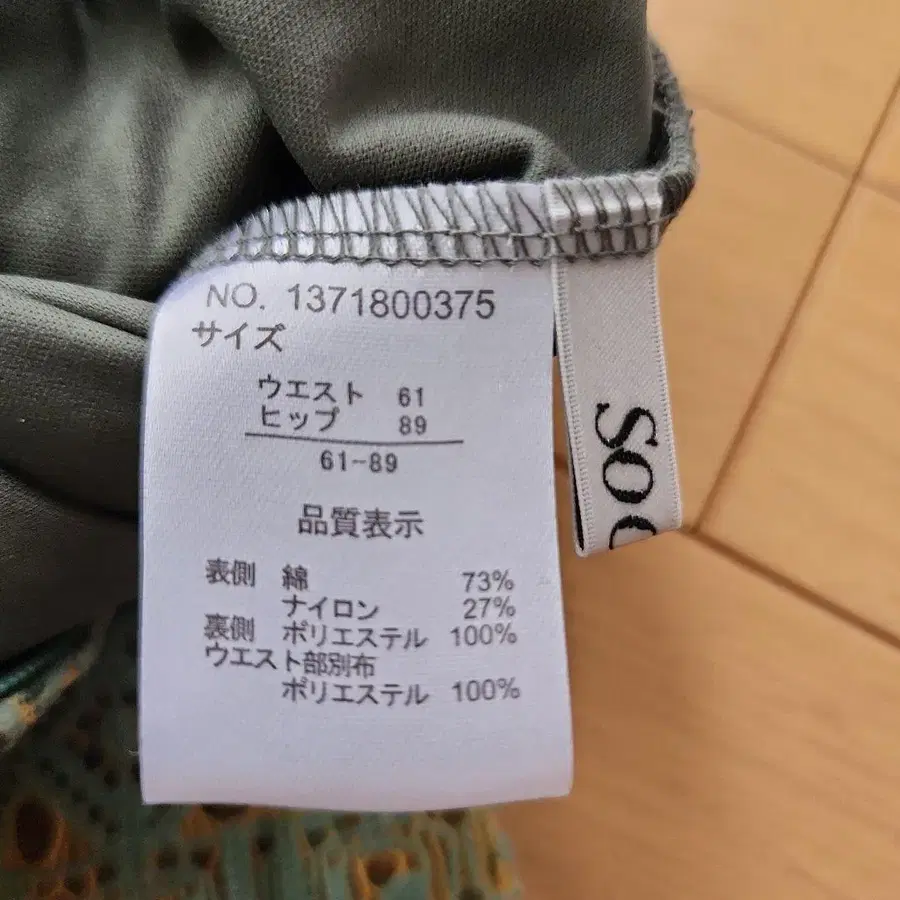 NO. 1371800375
サイズ
ウエスト 61
ヒップ 89
61-89
品質表示
表側 綿 73%
ナイロン 27%
裏側 ポリエステル 100%
ウエスト部別布
ポリエステル 100%
SO